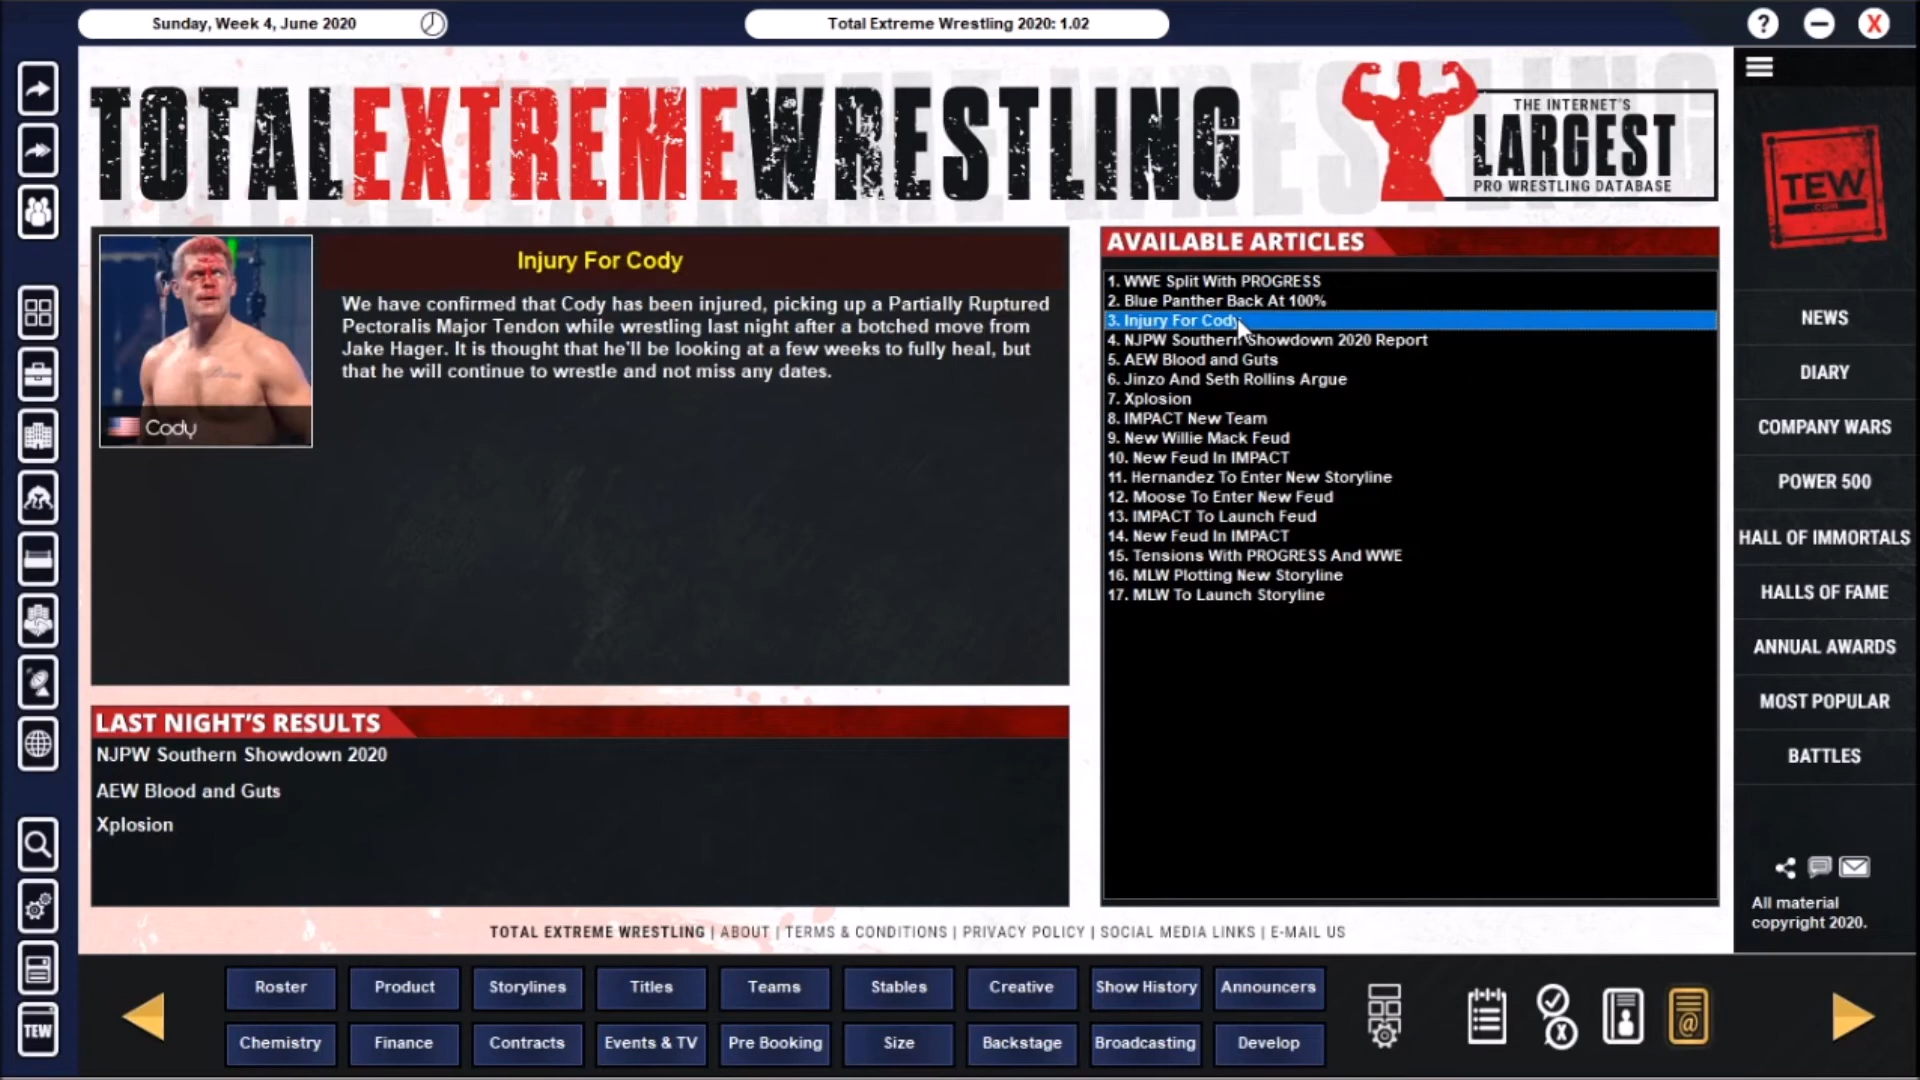 Sunday, Week 4, June 2020
Total Extreme Wrestling 2020: 1.02
?
X
TOTALEXTREMEWRESTLING
THE INTERNET'S
LARGEST
PRO WRESTLING DATABASE
TEW
.COM
Injury For Cody
We have confirmed that Cody has been injured, picking up a Partially Ruptured
Pectoralis Major Tendon while wrestling last night after a botched move from
Jake Hager. It is thought that he'll be looking at a few weeks to fully heal, but
that he will continue to wrestle and not miss any dates.
Cody
AVAILABLE ARTICLES
1. WWE Split With PROGRESS
2. Blue Panther Back At 100%
3. Injury For Cody
4. NJPW Southern Showdown 2020 Report
5. AEW Blood and Guts
6. Jinzo And Seth Rollins Argue
7. Xplosion
8. IMPACT New Team
9. New Willie Mack Feud
10. New Feud In IMPACT
11. Hernandez To Enter New Storyline
12. Moose To Enter New Feud
13. IMPACT To Launch Feud
14. New Feud In IMPACT
15. Tensions With PROGRESS And WWE
16. MLW Plotting New Storyline
17. MLW To Launch Storyline
LAST NIGHT'S RESULTS
NJPW Southern Showdown 2020
AEW Blood and Guts
Xplosion
NEWS
DIARY
COMPANY WARS
POWER 500
HALL OF IMMORTALS
HALLS OF FAME
ANNUAL AWARDS
MOST POPULAR
BATTLES
All material
copyright 2020.
TOTAL EXTREME WRESTLING | ABOUT | TERMS & CONDITIONS | PRIVACY POLICY | SOCIAL MEDIA LINKS | E-MAIL US
TEW
Roster Product Storylines Titles Teams Stables Creative Show History Announcers
Chemistry Finance Contracts Events & TV Pre Booking Size Backstage Broadcasting Develop